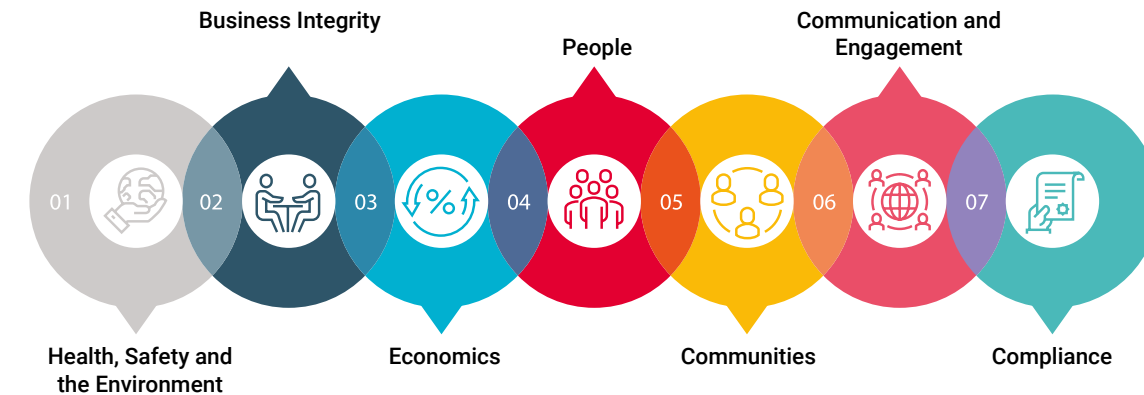 Business Integrity
People
Communication and
Engagement
01
02
03
%
04
05
06
07
Health, Safety and
the Environment
Economics
Communities
Compliance